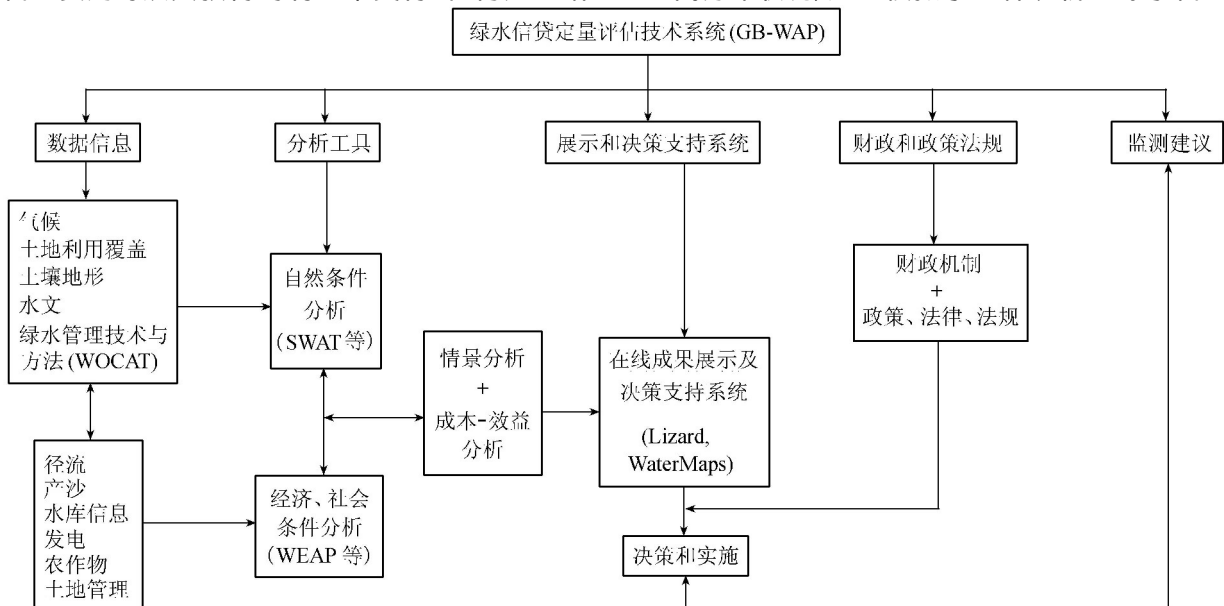 绿水信贷定量评估技术系统(GB-WAP)
数据信息
分析工具
展示和决策支持系统
财政和政策法规
监测建议
气候
土地利用覆盖
土壤地形
水文
绿水管理技术与
方法(WOCAT)
自然条件
分析
(SWAT等)
财政机制
+
政策、法律、法规
情景分析
+
成本-效益
分析
在线成果展示及
决策支持系统
(Lizard,
WaterMaps)
径流
产沙
水库信息
发电
农作物
土地管理
经济、社会
条件分析
(WEAP等)
决策和实施